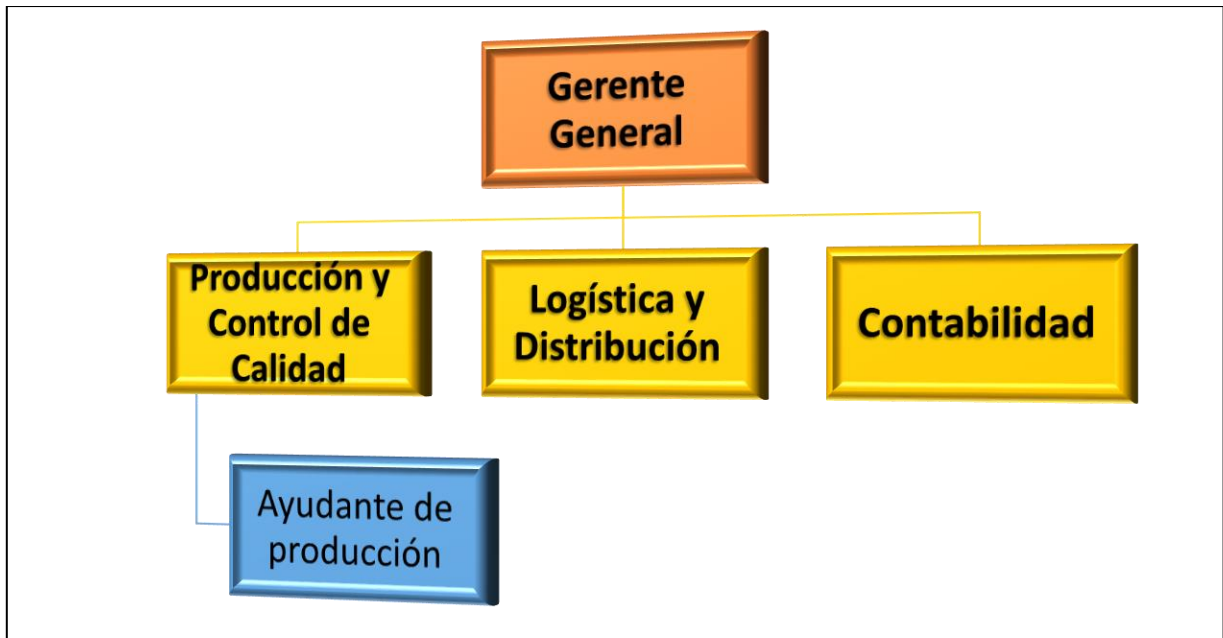 Gerente
General
Producción y
Control de
Calidad
Logística y
Distribución
Contabilidad
Ayudante de
producción